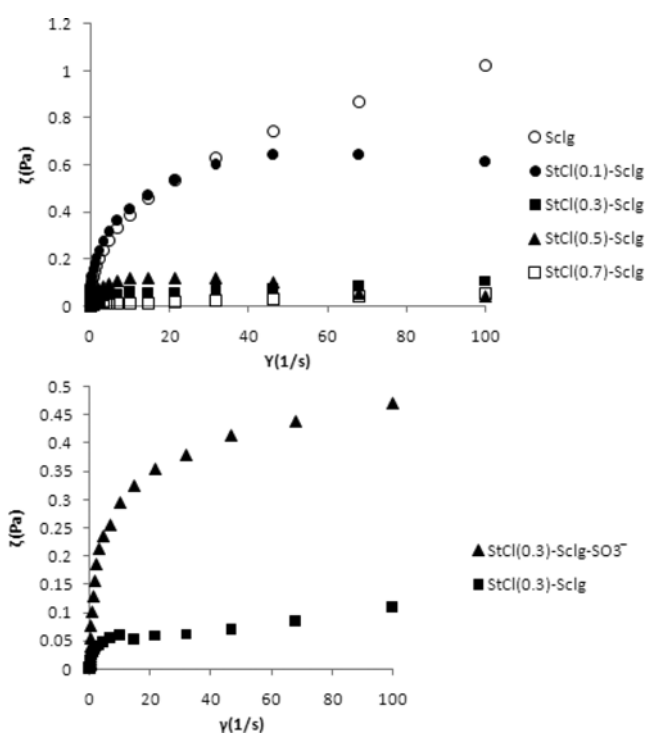 1.2
1
0.8
0.6
0.4
0.2
0
ζ(Pa)
0 20 40 60 80 100
Y(1/s)
Sclg
StCl(0.1)-Sclg
StCl(0.3)-Sclg
StCl(0.5)-Sclg
StCl(0.7)-Sclg
0.5
0.45
0.4
0.35
0.3
0.25
0.2
0.15
0.1
0.05
0
ζ(Pa)
0 20 40 60 80 100
γ(1/s)
StCl(0.3)-Sclg-SO3⁻
StCl(0.3)-Sclg